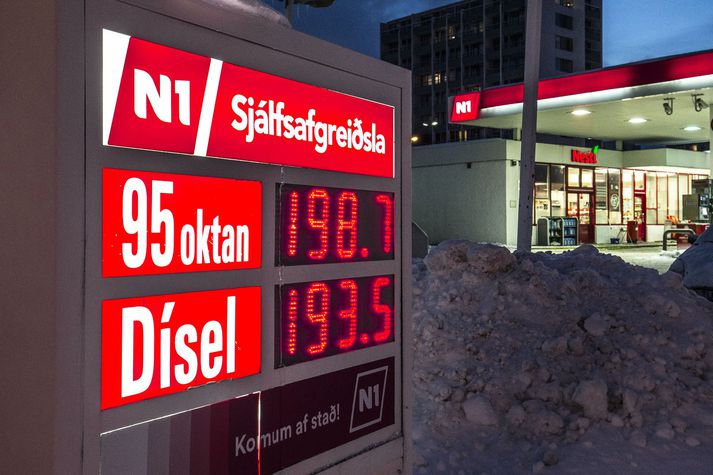 N1 Sjálfsafgreiðsla
95 oktan 198.7
Dísel 193.5
Komum af stað! N1
N1
Nesti